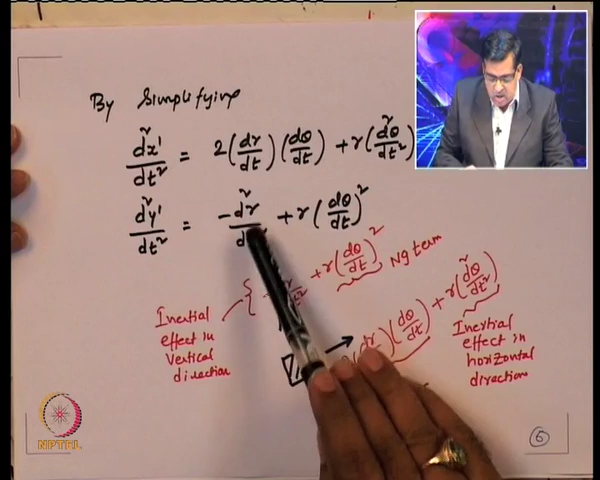 By Simplifying
d²x'/dt² = 2(dr/dt)(dθ/dt) + r(d²θ/dt²)
d²y'/dt² = -d²r/d + r(dθ/dt)²
{ + r(dθ/dt)² Ng term
(dr/dt)(dθ/dt) + r(d²θ/dt²)
Inertial effect in vertical direction
Inertial effect in horizontal direction
6
NPTEL